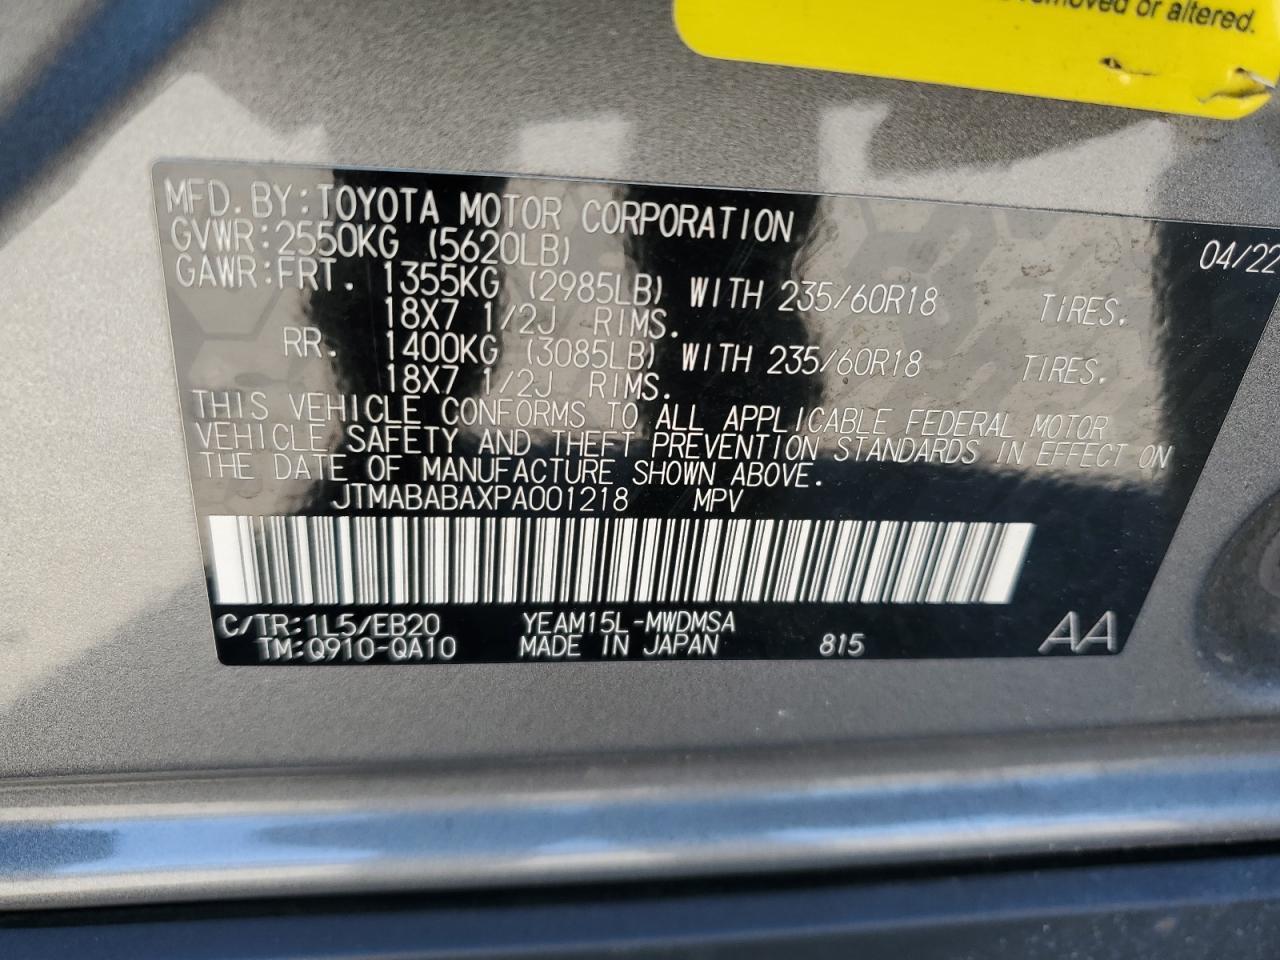 removed or altered.
MFD. BY: TOYOTA MOTOR CORPORATION 04/22
GVWR: 2550KG (5620LB)
GAWR: FRT. 1355KG (2985LB) WITH 235/60R18 TIRES.
18X7 1/2J RIMS.
RR. 1400KG (3085LB) WITH 235/60R18 TIRES.
18X7 1/2J RIMS.
THIS VEHICLE CONFORMS TO ALL APPLICABLE FEDERAL MOTOR
VEHICLE SAFETY AND THEFT PREVENTION STANDARDS IN EFFECT ON
THE DATE OF MANUFACTURE SHOWN ABOVE.
JTMABABAXPA001218 MPV
C/TR: 1L5/EB20 YEAM15L-MWDMSA
TM: Q910-QA10 MADE IN JAPAN 815 AA